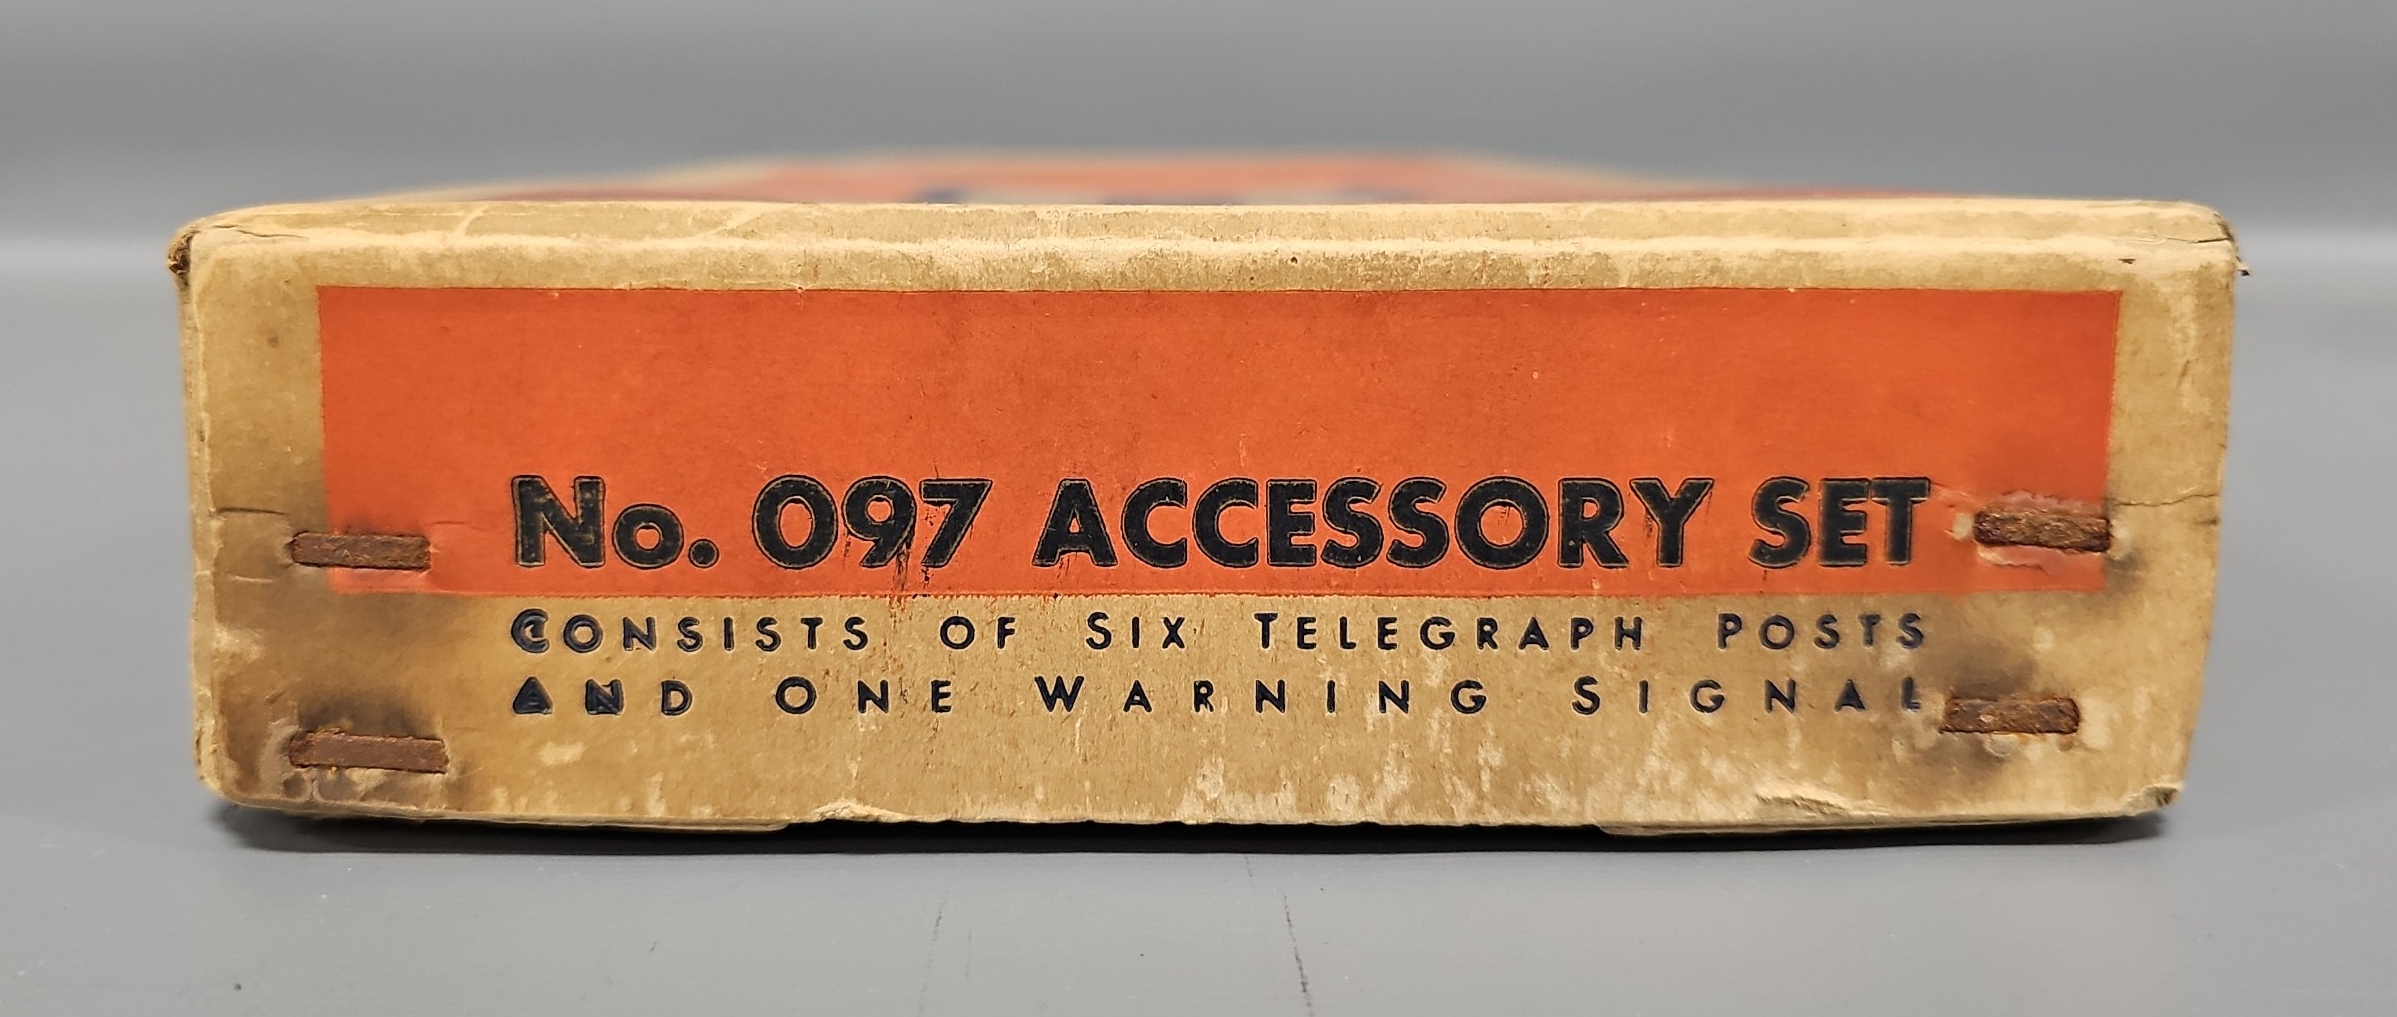 No. 097 ACCESSORY SET
CONSISTS OF SIX TELEGRAPH POSTS
AND ONE WARNING SIGNAL